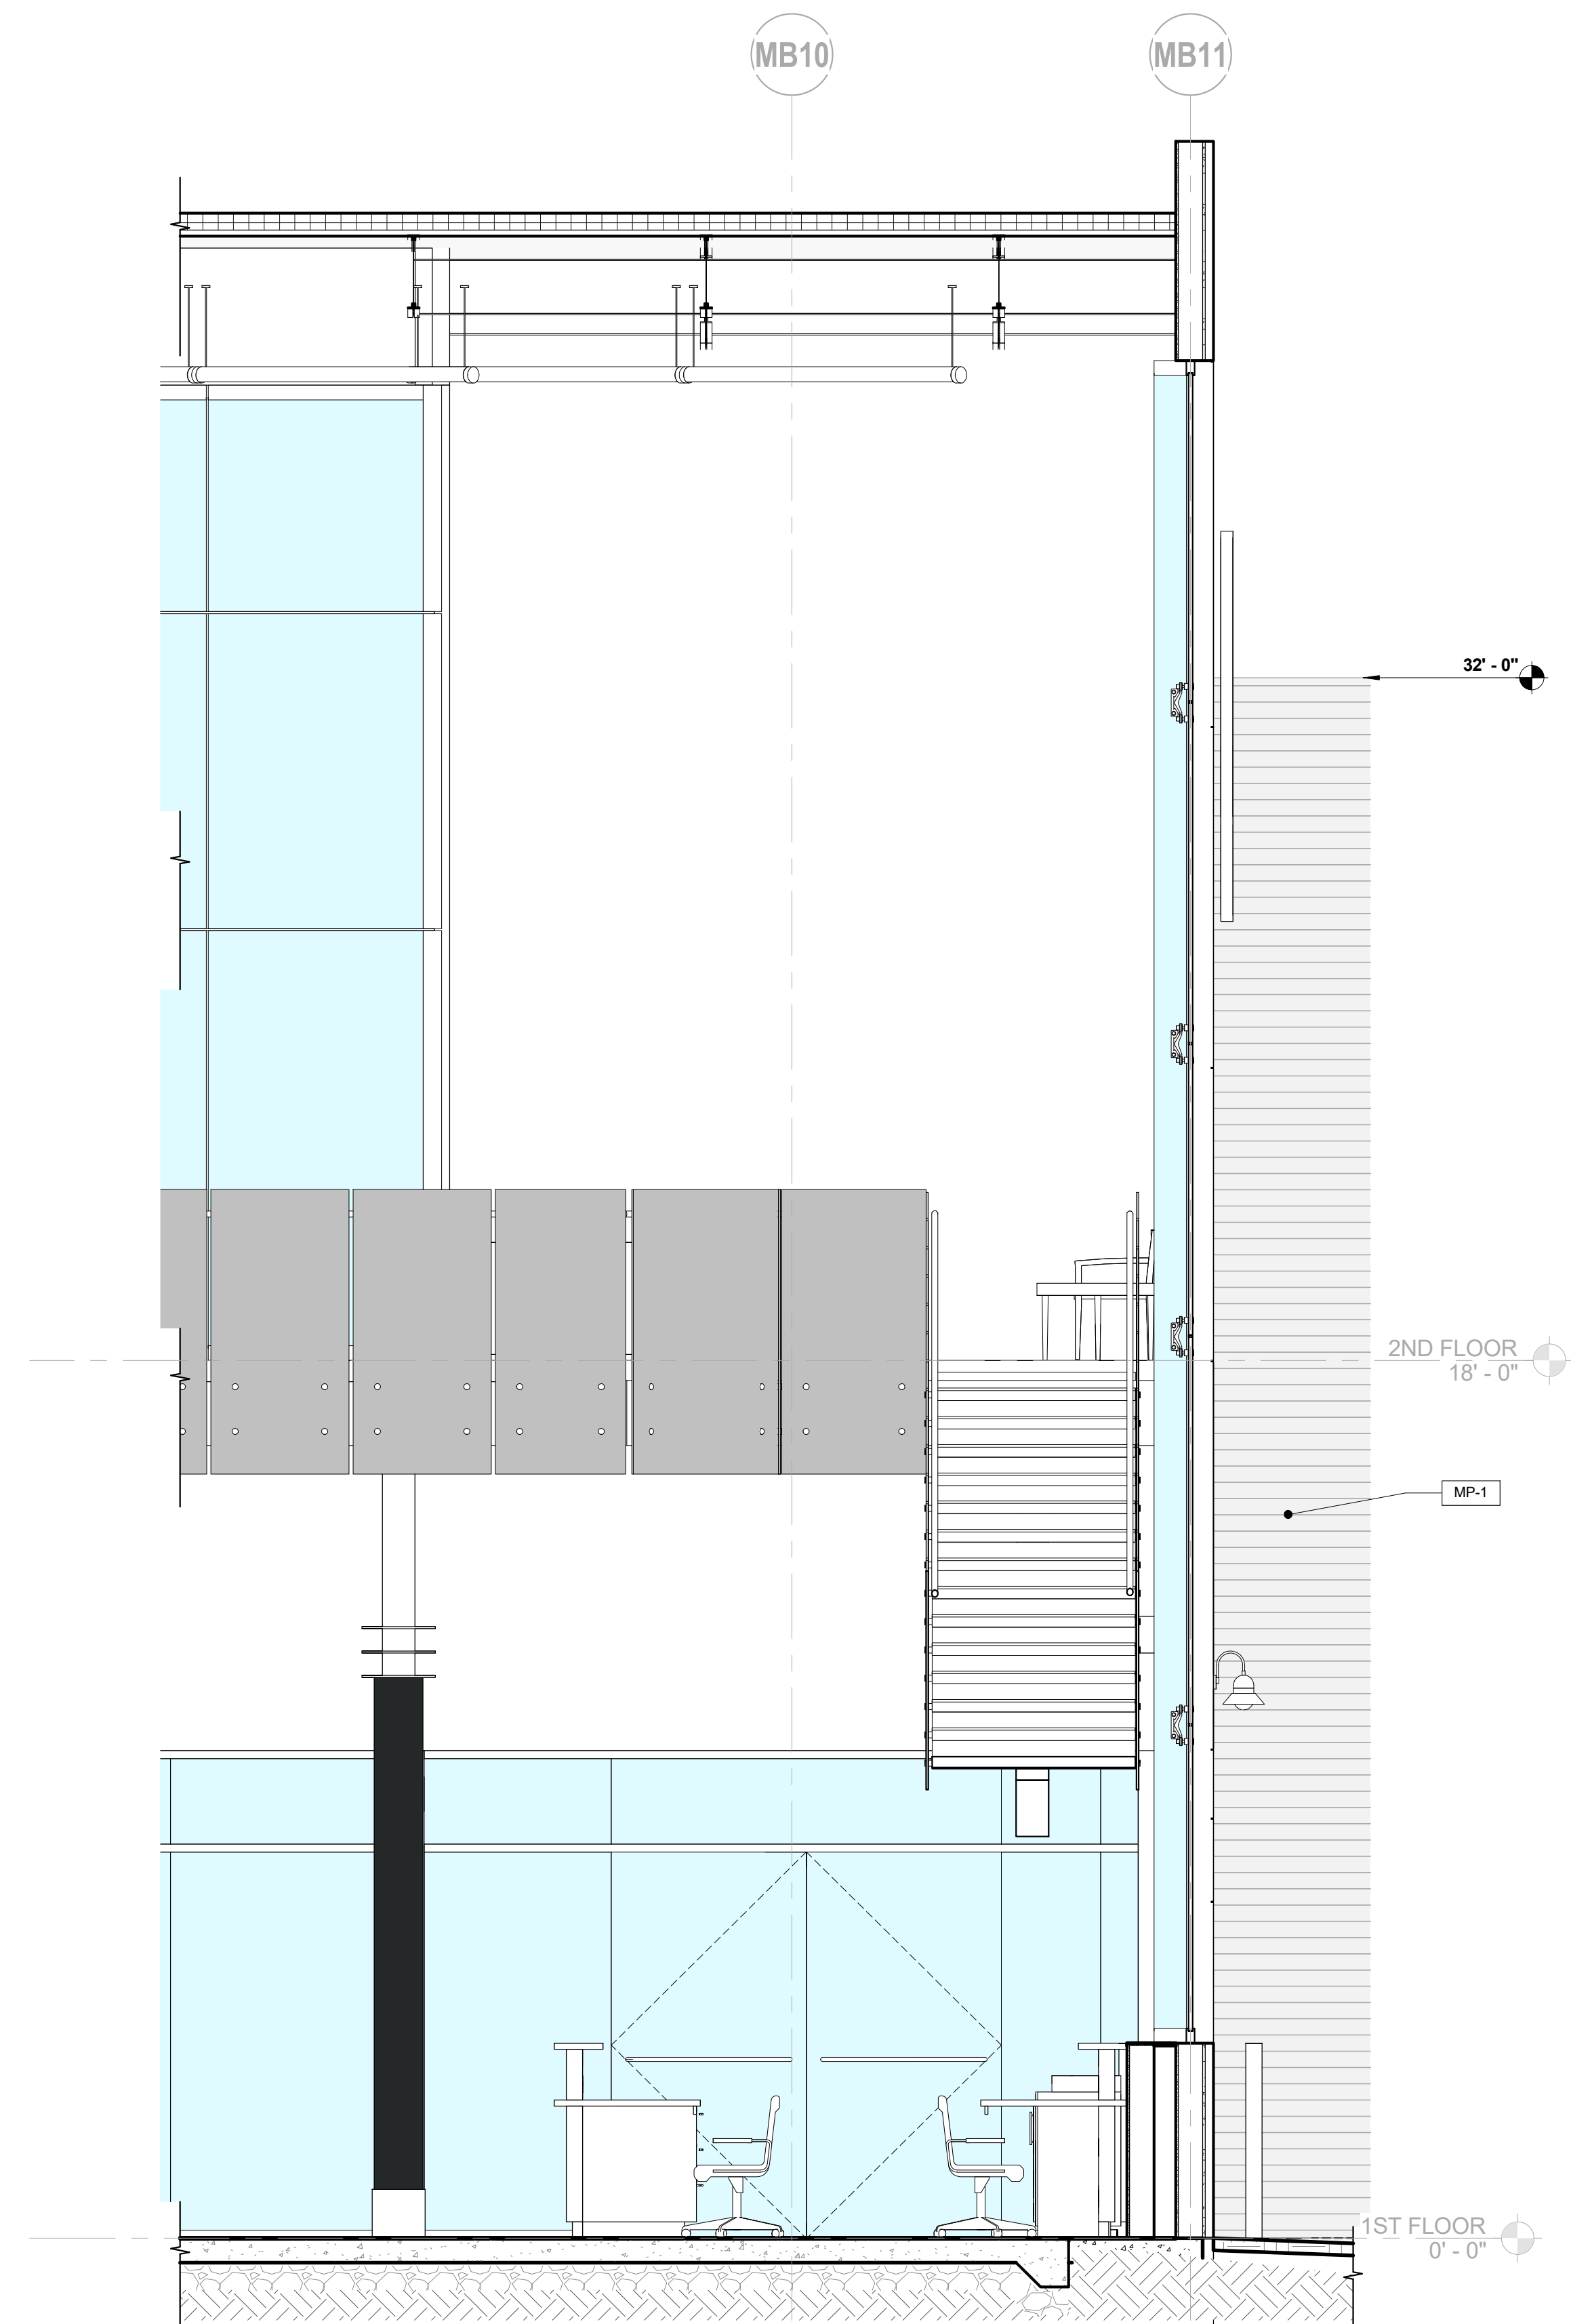 MB10
MB11
32' - 0"
2ND FLOOR
18' - 0"
MP-1
1ST FLOOR
0' - 0"